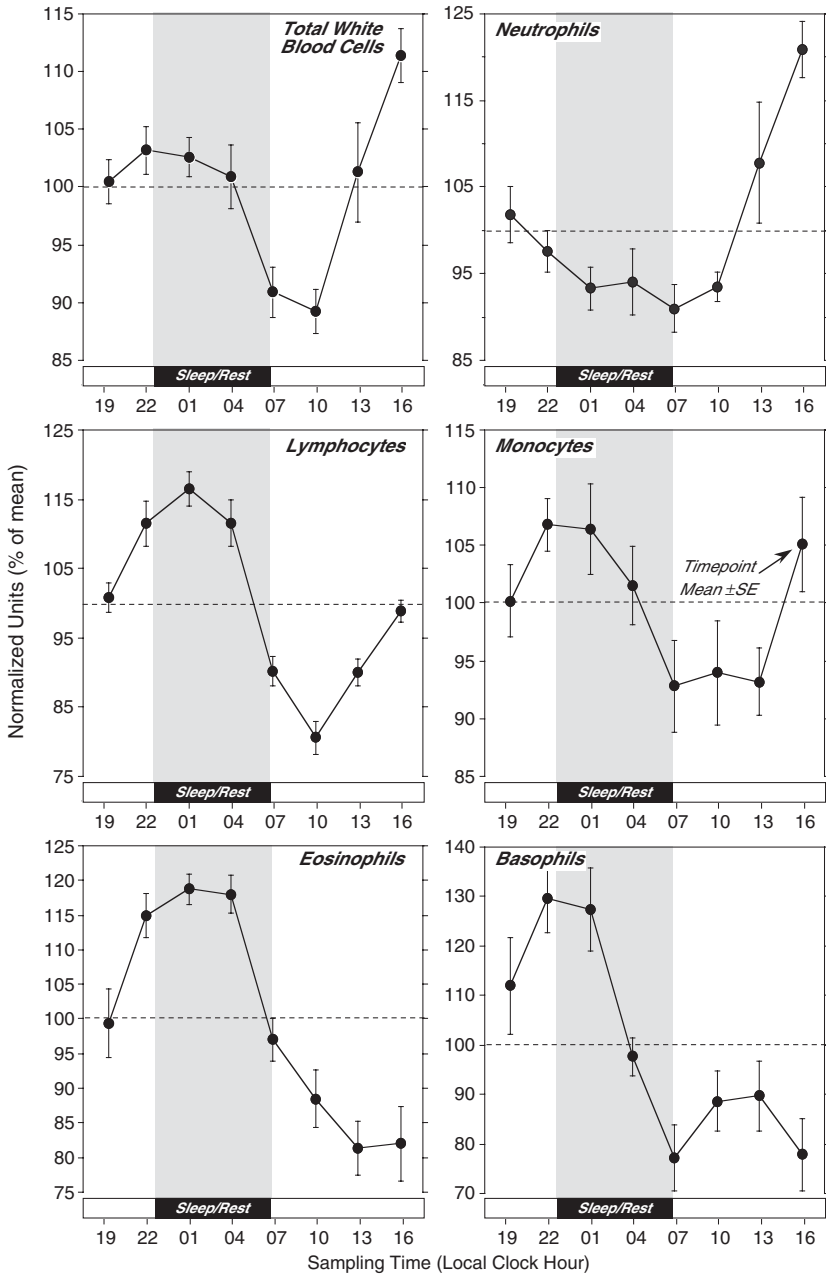 Normalized Units (% of mean)
Total White
Blood Cells
115
110
105
100
95
90
85
Sleep/Rest
19 22 01 04 07 10 13 16
Neutrophils
125
115
105
95
85
Sleep/Rest
19 22 01 04 07 10 13 16
Lymphocytes
125
115
105
95
85
75
Sleep/Rest
19 22 01 04 07 10 13 16
Monocytes
115
110
105
100
95
90
85
Timepoint
Mean ±SE
Sleep/Rest
19 22 01 04 07 10 13 16
Eosinophils
125
120
115
110
105
100
95
90
85
80
75
Sleep/Rest
19 22 01 04 07 10 13 16
Basophils
140
130
120
110
100
90
80
70
Sleep/Rest
19 22 01 04 07 10 13 16
Sampling Time (Local Clock Hour)